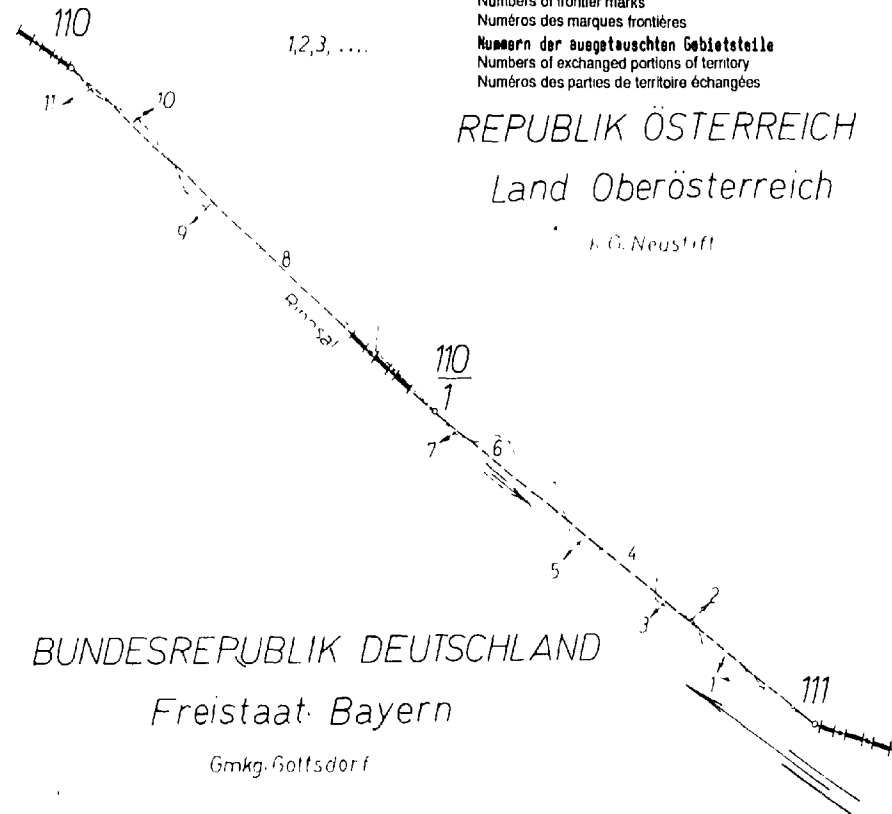 Numbers of frontier marks
Numéros des marques frontières
1,2,3, ....
Nummern der ausgetauschten Gebietsteile
Numbers of exchanged portions of territory
Numéros des parties de territoire échangées
REPUBLIK ÖSTERREICH
Land Oberösterreich
K.G. Neustift
110
11
10
9
8
Rinnsal
110
1
7
6
5
4
3
2
1
111
BUNDESREPUBLIK DEUTSCHLAND
Freistaat Bayern
Gmkg. Gottsdorf